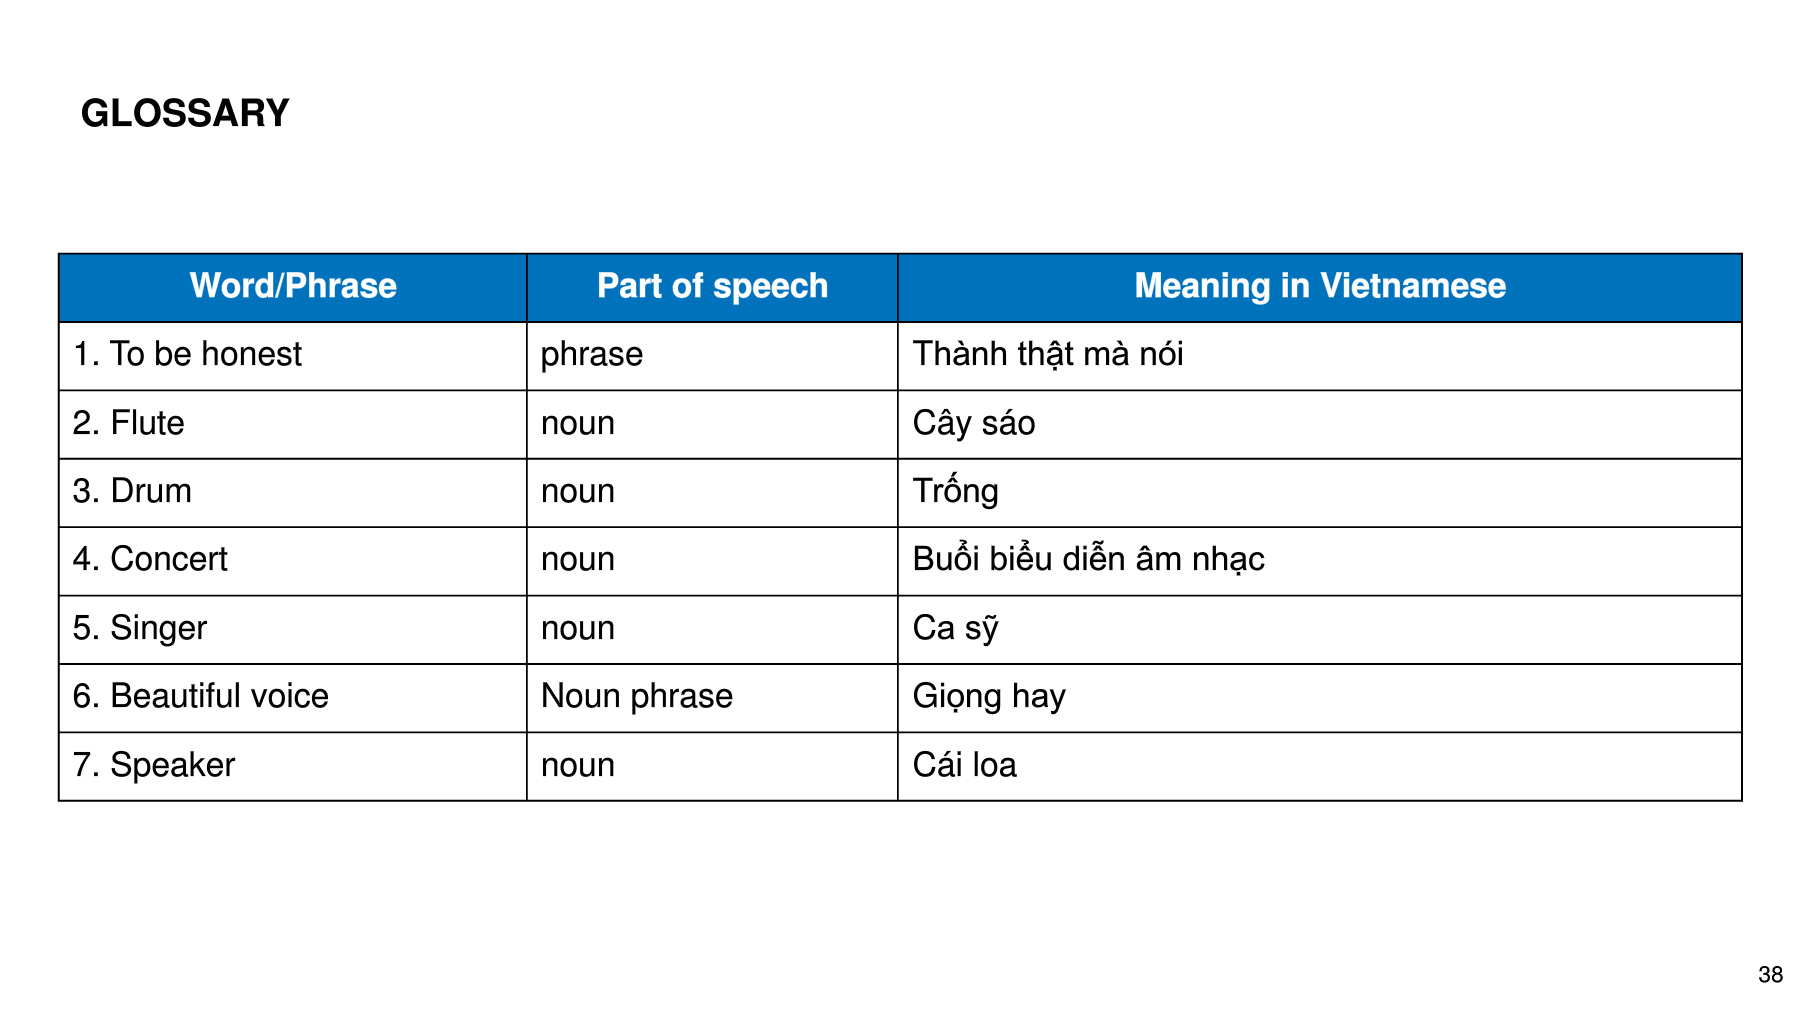 GLOSSARY
Word/Phrase Part of speech Meaning in Vietnamese
1. To be honest phrase Thành thật mà nói
2. Flute noun Cây sáo
3. Drum noun Trống
4. Concert noun Buổi biểu diễn âm nhạc
5. Singer noun Ca sỹ
6. Beautiful voice Noun phrase Giọng hay
7. Speaker noun Cái loa
38